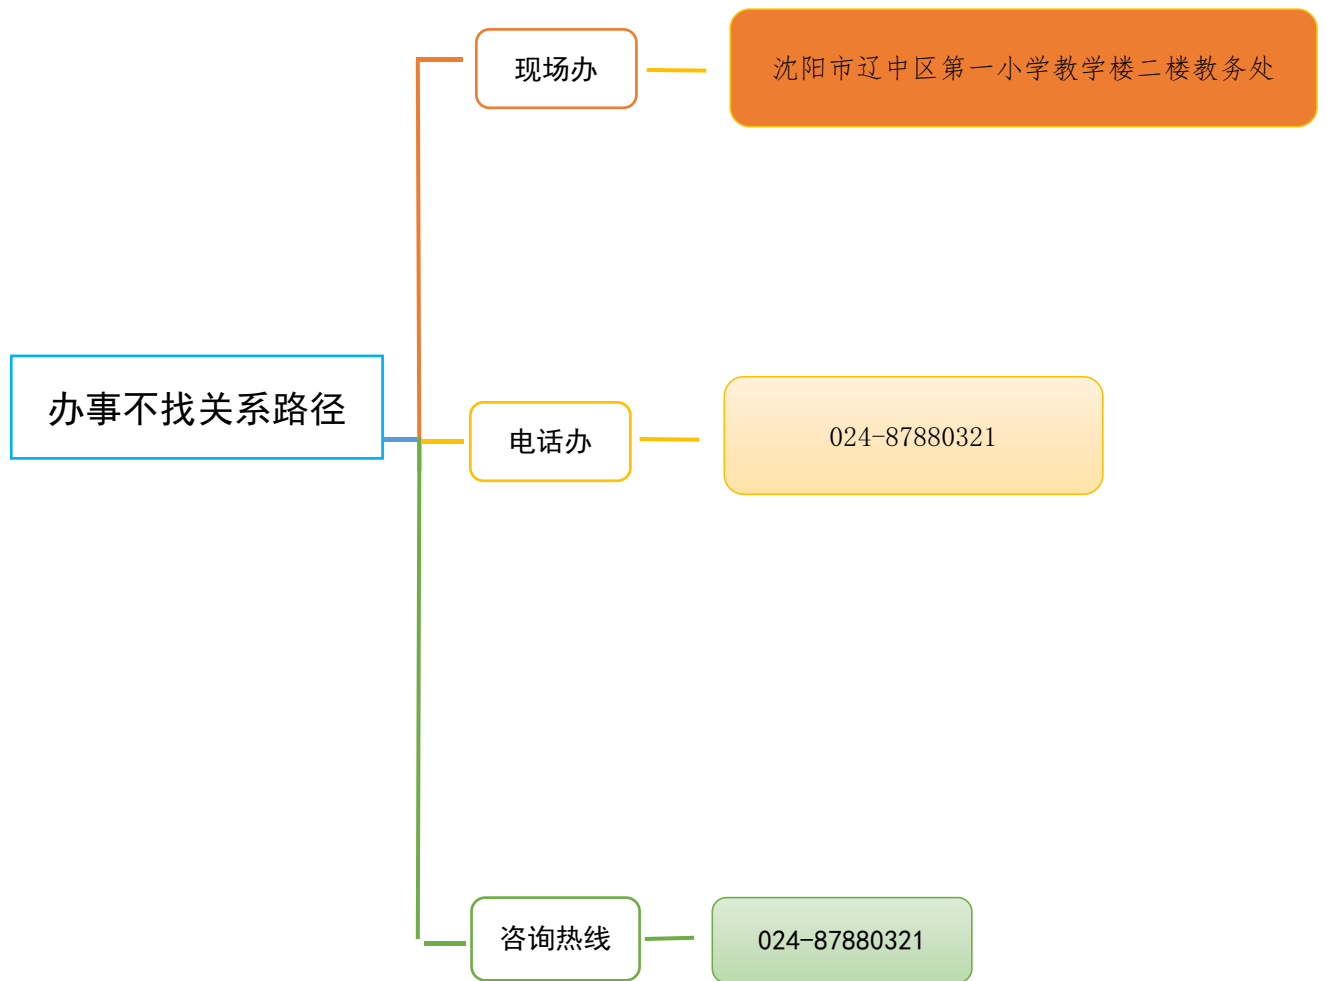 现场办
沈阳市辽中区第一小学教学楼二楼教务处
办事不找关系路径
电话办
024-87880321
咨询热线
024-87880321